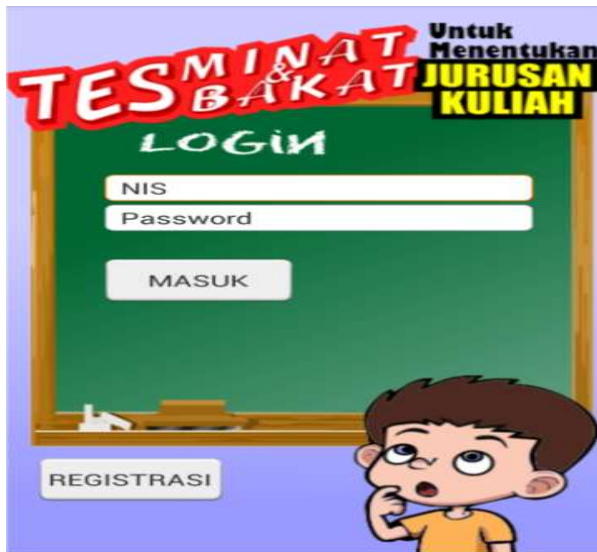 TES MINAT
& BAKAT
Untuk
Menentukan
JURUSAN
KULIAH
LOGIN
NIS
Password
MASUK
REGISTRASI